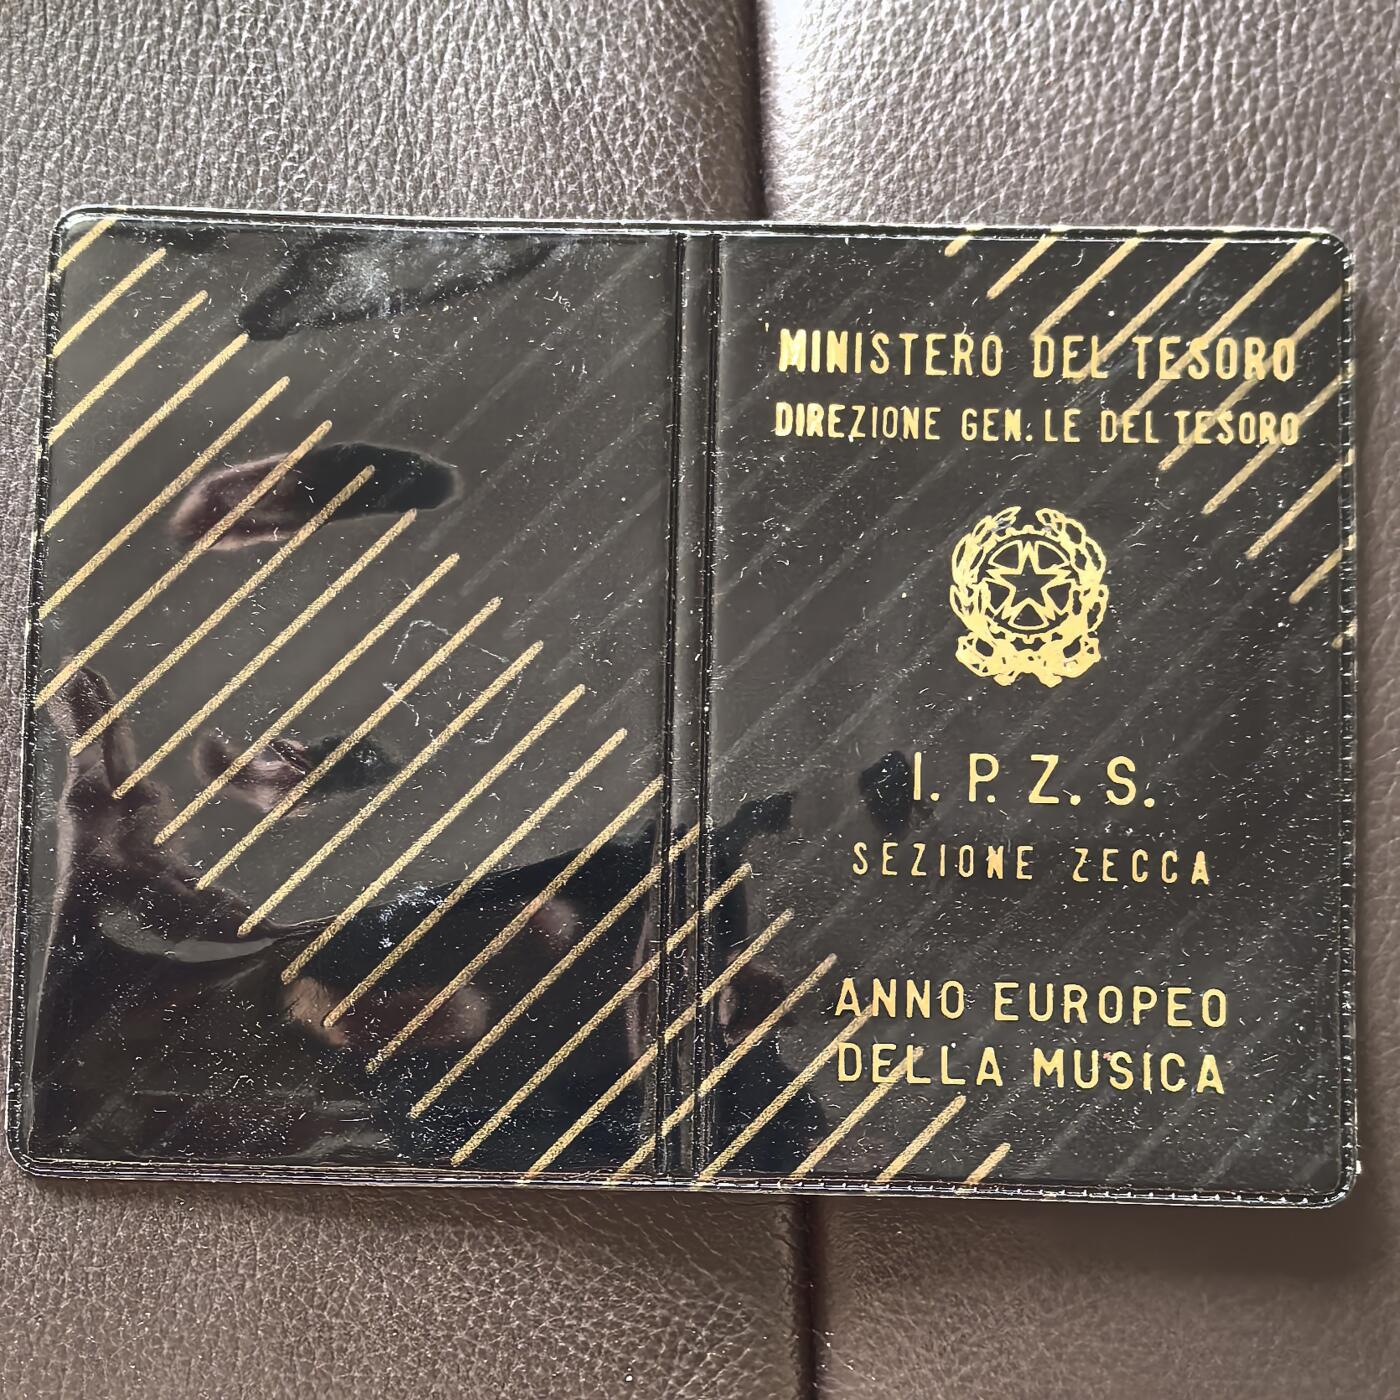 MINISTERO DEL TESORO
DIREZIONE GEN.LE DEL TESORO
I. P. Z. S.
SEZIONE ZECCA
ANNO EUROPEO
DELLA MUSICA